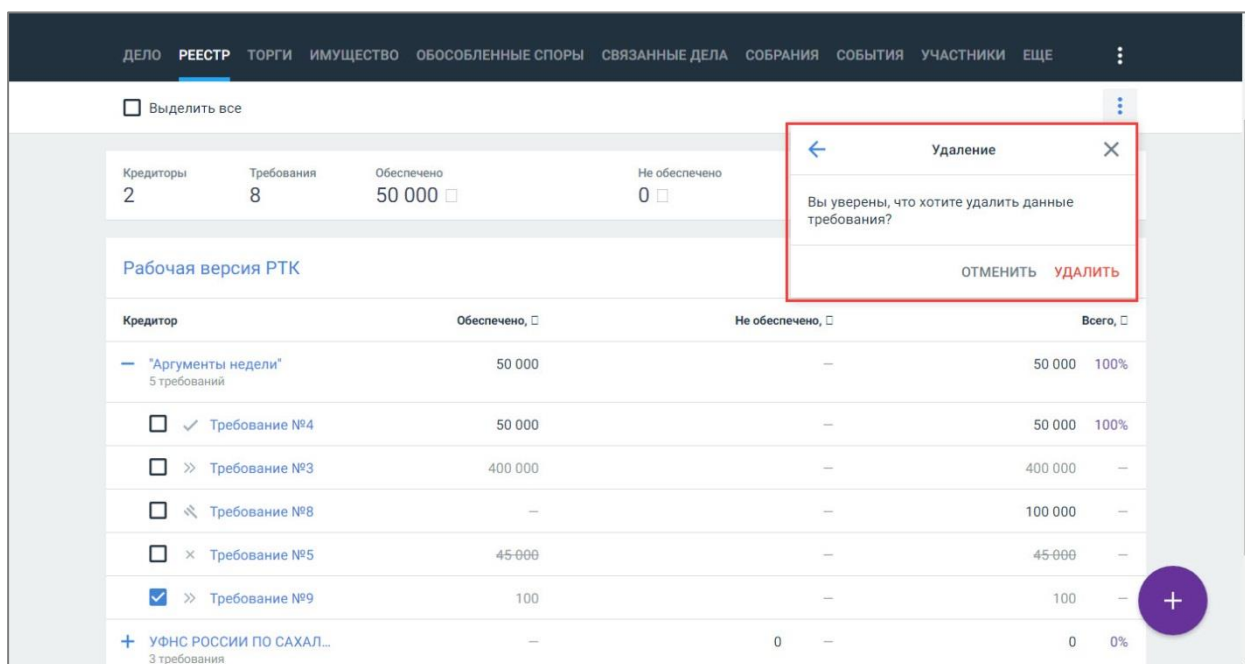 ДЕЛО РЕЕСТР ТОРГИ ИМУЩЕСТВО ОБОСОБЛЕННЫЕ СПОРЫ СВЯЗАННЫЕ ДЕЛА СОБРАНИЯ СОБЫТИЯ УЧАСТНИКИ ЕЩЕ
Выделить все
Удаление
Вы уверены, что хотите удалить данные
требования?
ОТМЕНИТЬ УДАЛИТЬ
Кредиторы Требования Обеспечено Не обеспечено
2 8 50 000 0
Рабочая версия РТК
Кредитор Обеспечено, Не обеспечено, Всего,
"Аргументы недели" 50 000 — 50 000 100%
5 требований
Требование №4 50 000 — 50 000 100%
Требование №3 400 000 — 400 000 —
Требование №8 — — 100 000 —
Требование №5 45 000 — 45 000 —
Требование №9 100 — 100 —
УФНС РОССИИ ПО САХАЛ... — 0 — 0 0%
3 требования